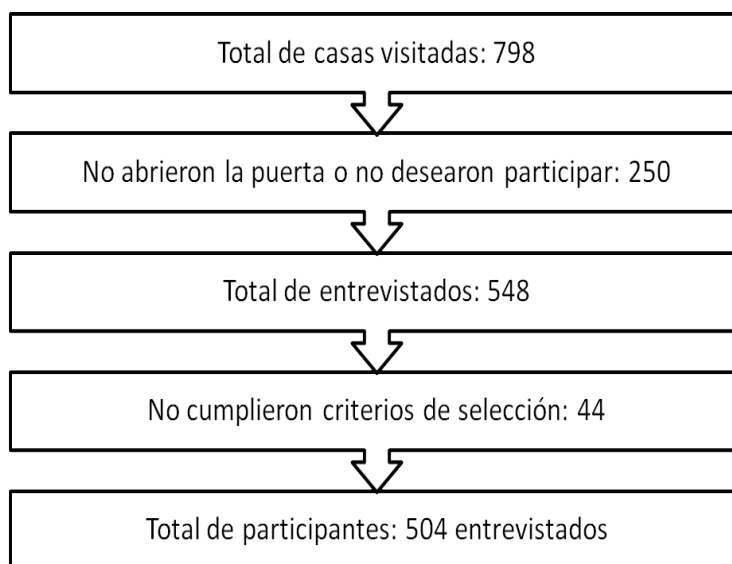 Total de casas visitadas: 798
No abrieron la puerta o no desearon participar: 250
Total de entrevistados: 548
No cumplieron criterios de selección: 44
Total de participantes: 504 entrevistados